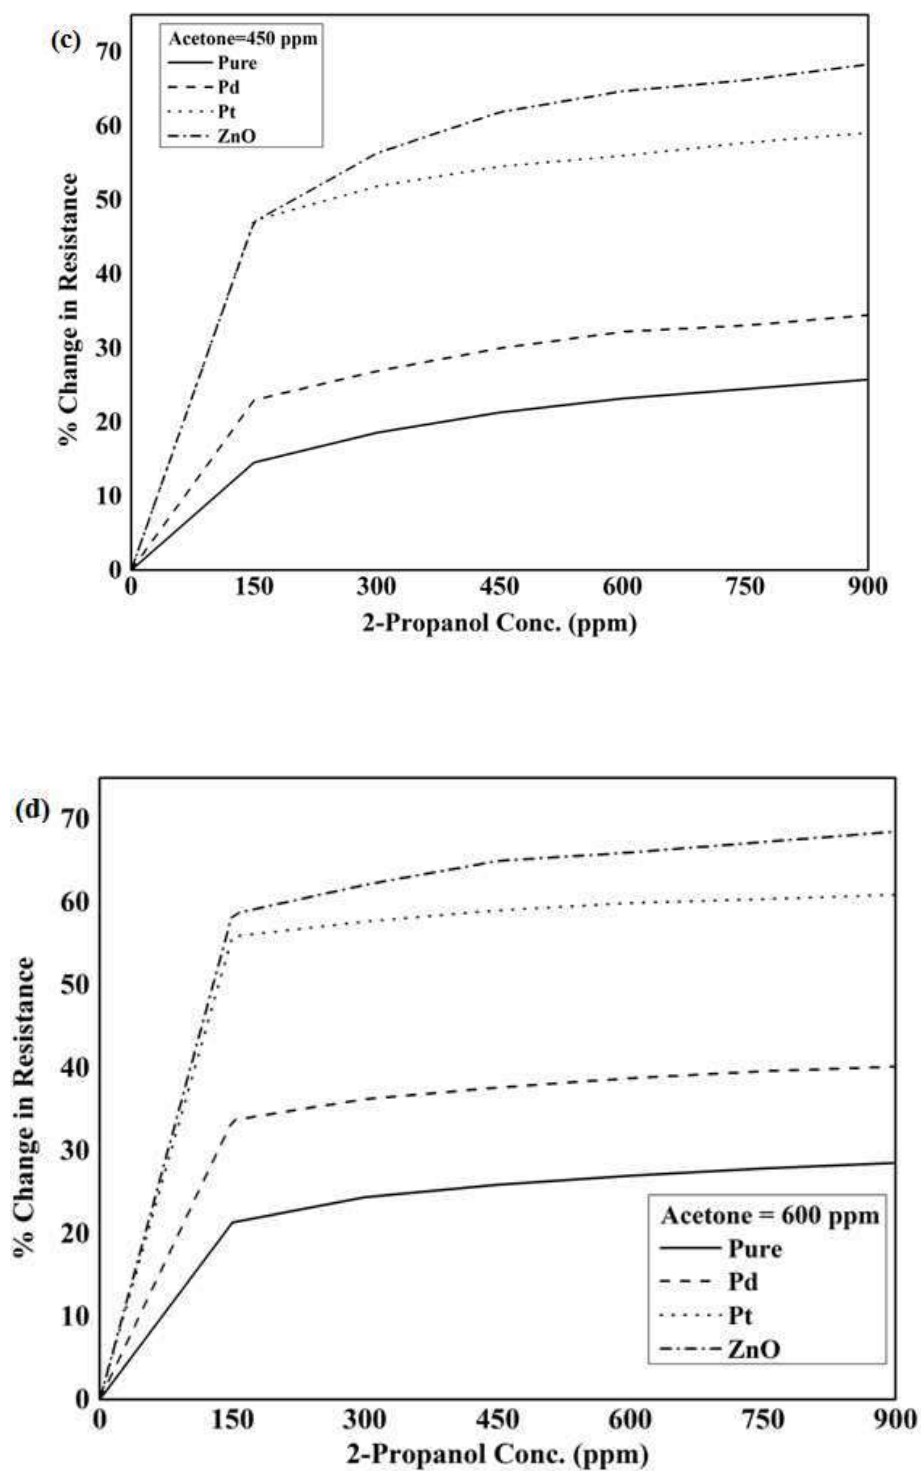 (c)
Acetone=450 ppm
Pure
Pd
Pt
ZnO
70
60
50
40
30
20
10
0
% Change in Resistance
0 150 300 450 600 750 900
2-Propanol Conc. (ppm)
(d)
70
60
50
40
30
20
10
0
% Change in Resistance
Acetone = 600 ppm
Pure
Pd
Pt
ZnO
0 150 300 450 600 750 900
2-Propanol Conc. (ppm)